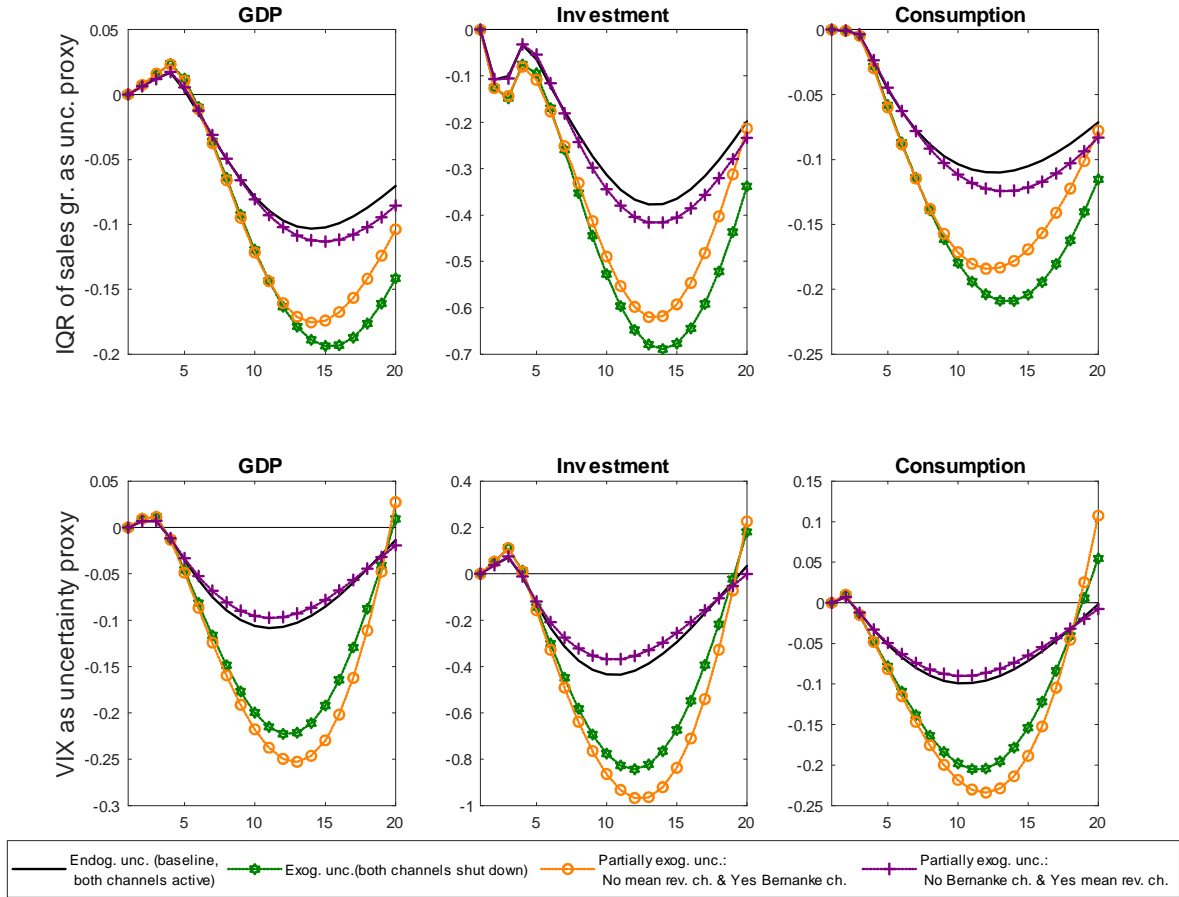 GDP
Investment
Consumption
IQR of sales gr. as unc. proxy
0.05
0
-0.05
-0.1
-0.15
-0.2
5 10 15 20
0
-0.1
-0.2
-0.3
-0.4
-0.5
-0.6
-0.7
5 10 15 20
0
-0.05
-0.1
-0.15
-0.2
-0.25
5 10 15 20
GDP
Investment
Consumption
VIX as uncertainty proxy
0.05
0
-0.05
-0.1
-0.15
-0.2
-0.25
-0.3
5 10 15 20
0.4
0.2
0
-0.2
-0.4
-0.6
-0.8
-1
5 10 15 20
0.15
0.1
0.05
0
-0.05
-0.1
-0.15
-0.2
-0.25
5 10 15 20
Endog. unc. (baseline,
both channels active)
Exog. unc.(both channels shut down)
Partially exog. unc.:
No mean rev. ch. & Yes Bernanke ch.
Partially exog. unc.:
No Bernanke ch. & Yes mean rev. ch.